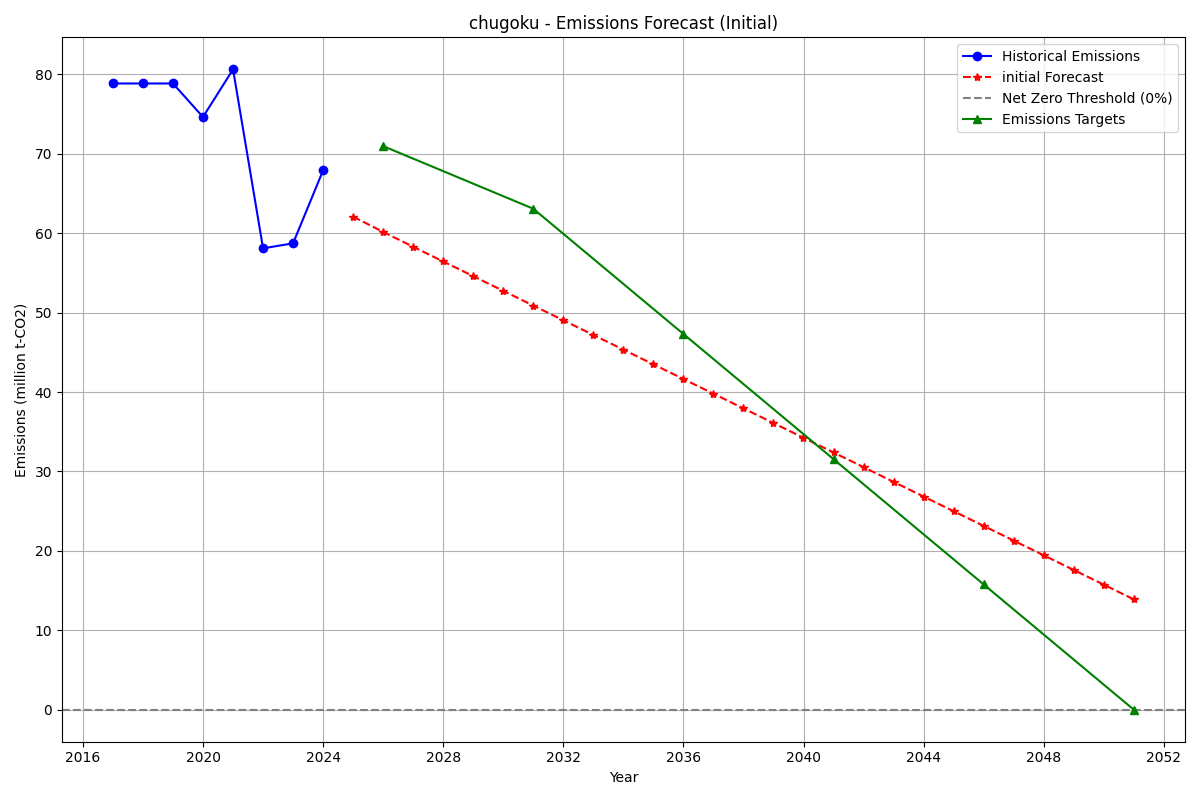 chugoku - Emissions Forecast (Initial)
Historical Emissions
initial Forecast
Net Zero Threshold (0%)
Emissions Targets
Emissions (million t-CO2)
80
70
60
50
40
30
20
10
0
2016 2020 2024 2028 2032 2036 2040 2044 2048 2052
Year